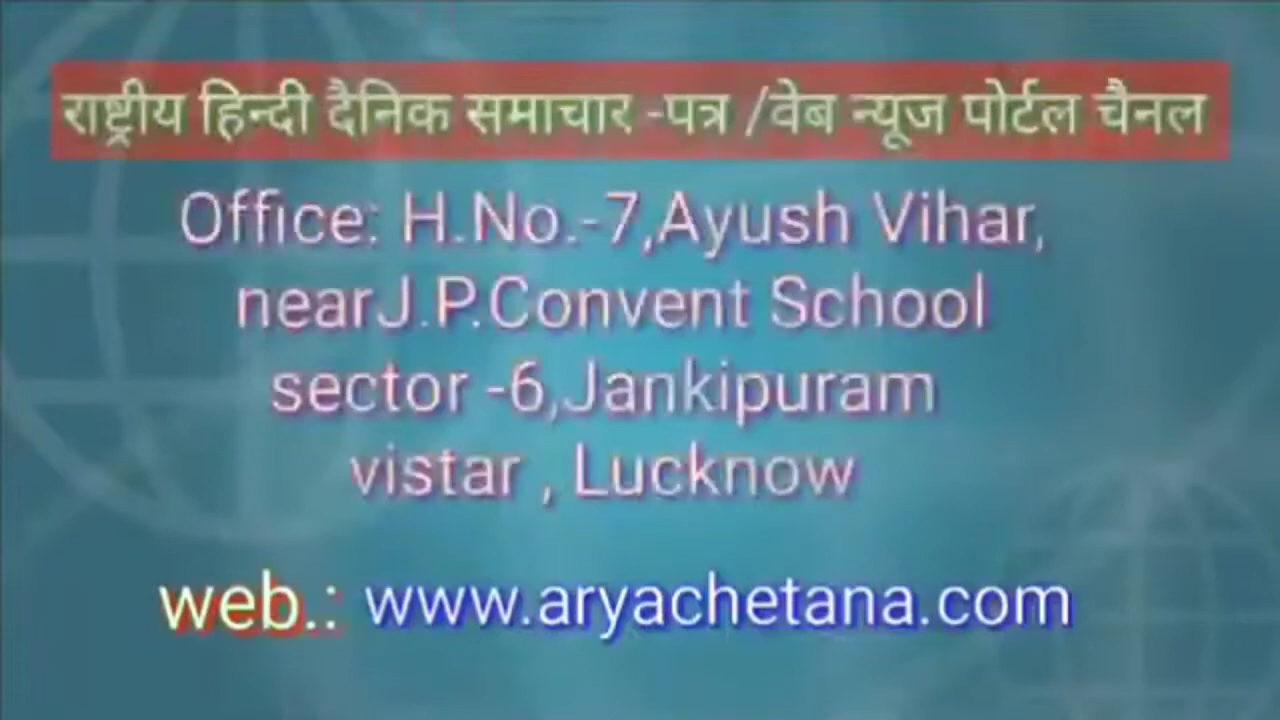 राष्ट्रीय हिन्दी दैनिक समाचार -पत्र /वेब न्यूज पोर्टल चैनल
Office: H.No.-7,Ayush Vihar,
nearJ.P.Convent School
sector -6,Jankipuram
vistar , Lucknow
web.: www.aryachetana.com